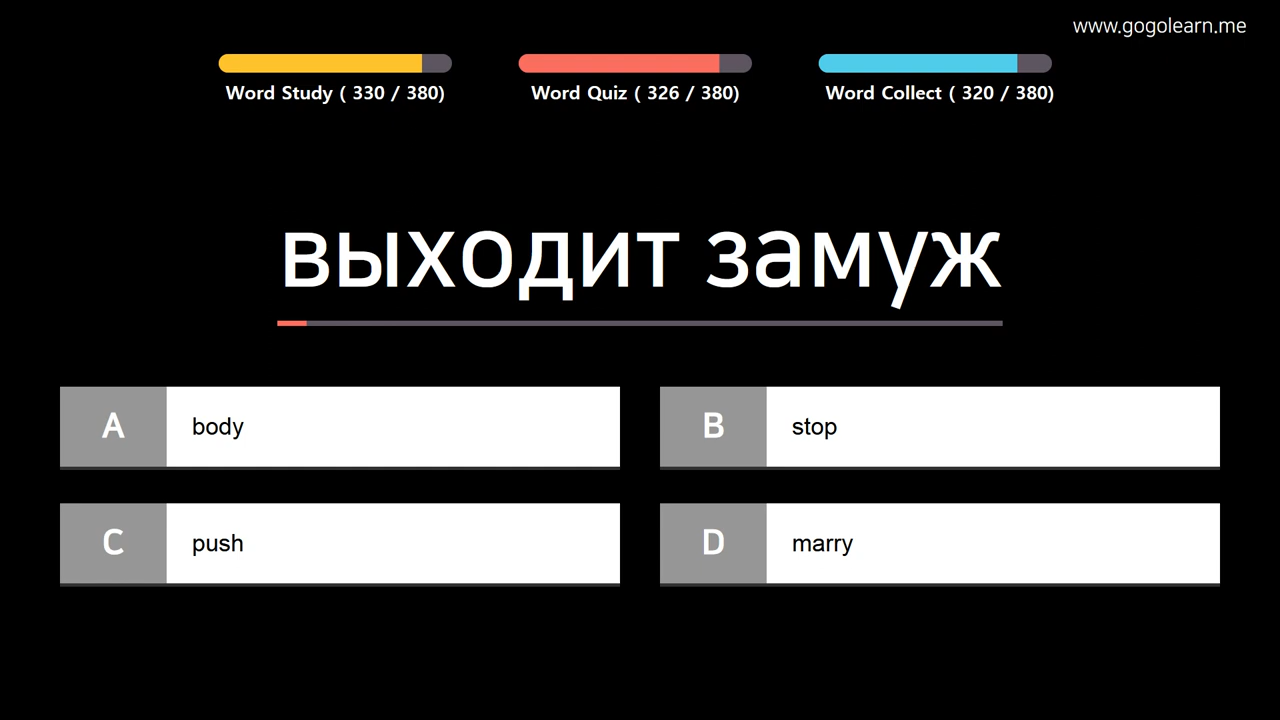 www.gogolearn.me
Word Study ( 330 / 380)
Word Quiz ( 326 / 380)
Word Collect ( 320 / 380)
выходит замуж
A body
B stop
C push
D marry